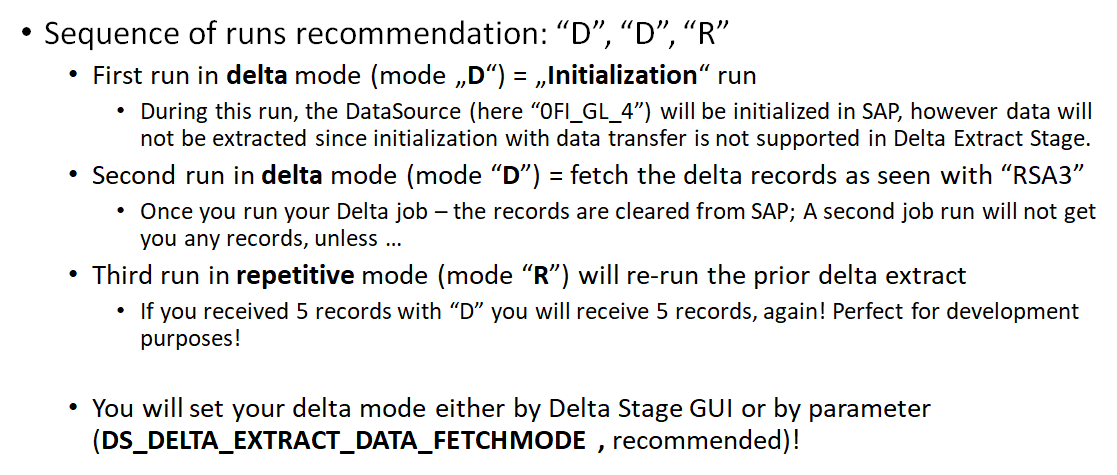 • Sequence of runs recommendation: “D”, “D”, “R”
• First run in delta mode (mode „D“) = „Initialization“ run
• During this run, the DataSource (here “0FI_GL_4”) will be initialized in SAP, however data will
not be extracted since initialization with data transfer is not supported in Delta Extract Stage.
• Second run in delta mode (mode “D”) = fetch the delta records as seen with “RSA3”
• Once you run your Delta job – the records are cleared from SAP; A second job run will not get
you any records, unless …
• Third run in repetitive mode (mode “R”) will re-run the prior delta extract
• If you received 5 records with “D” you will receive 5 records, again! Perfect for development
purposes!
• You will set your delta mode either by Delta Stage GUI or by parameter
(DS_DELTA_EXTRACT_DATA_FETCHMODE , recommended)!